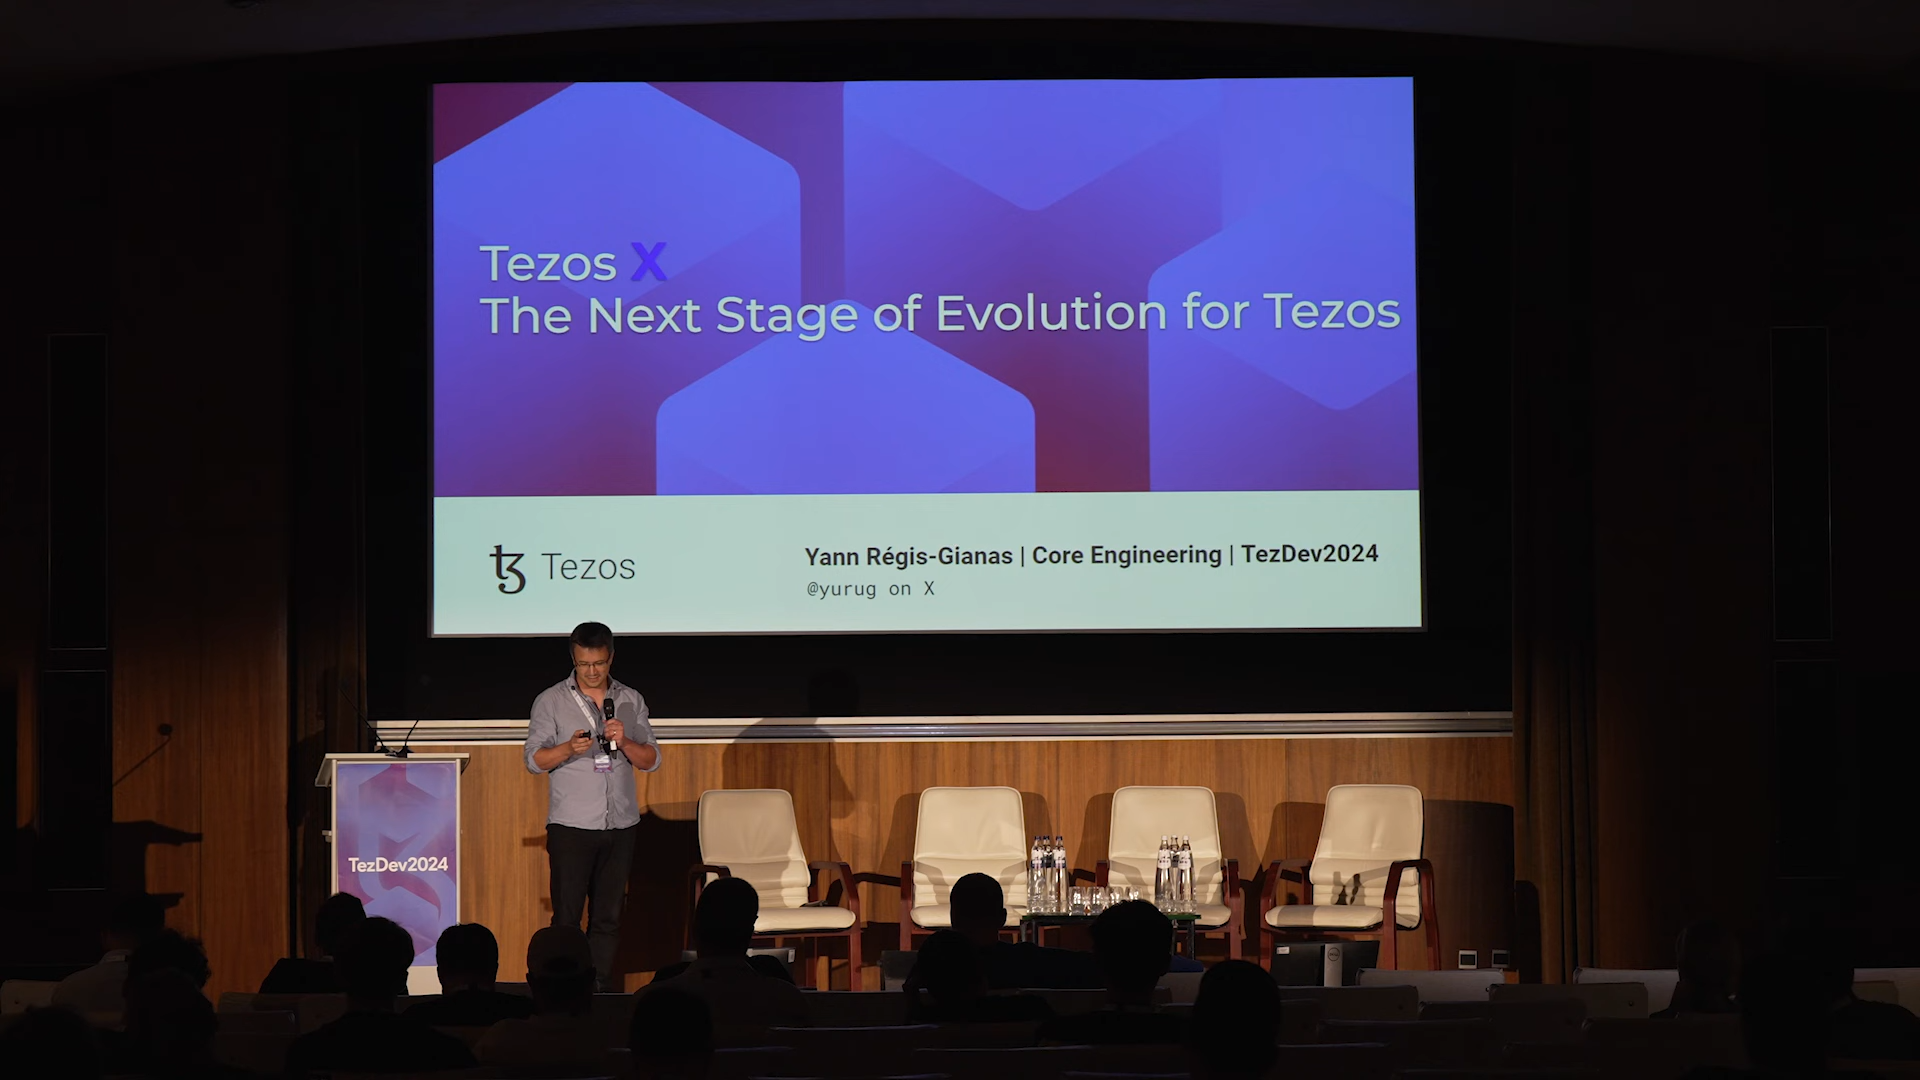 Tezos X
The Next Stage of Evolution for Tezos
Tezos
Yann Régis-Gianas | Core Engineering | TezDev2024
@yurug on X
TezDev2024